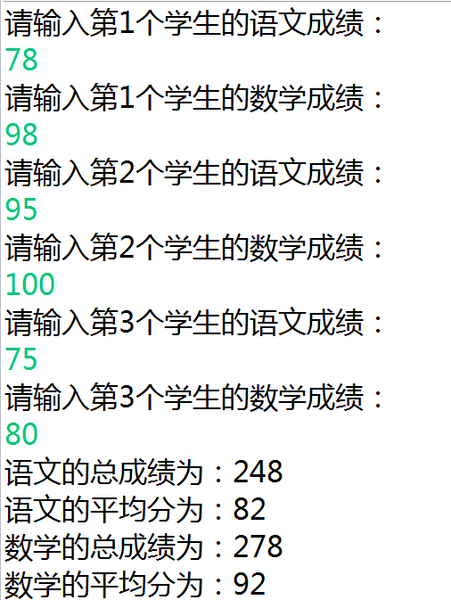 请输入第1个学生的语文成绩：
78
请输入第1个学生的数学成绩：
98
请输入第2个学生的语文成绩：
95
请输入第2个学生的数学成绩：
100
请输入第3个学生的语文成绩：
75
请输入第3个学生的数学成绩：
80
语文的总成绩为：248
语文的平均分为：82
数学的总成绩为：278
数学的平均分为：92